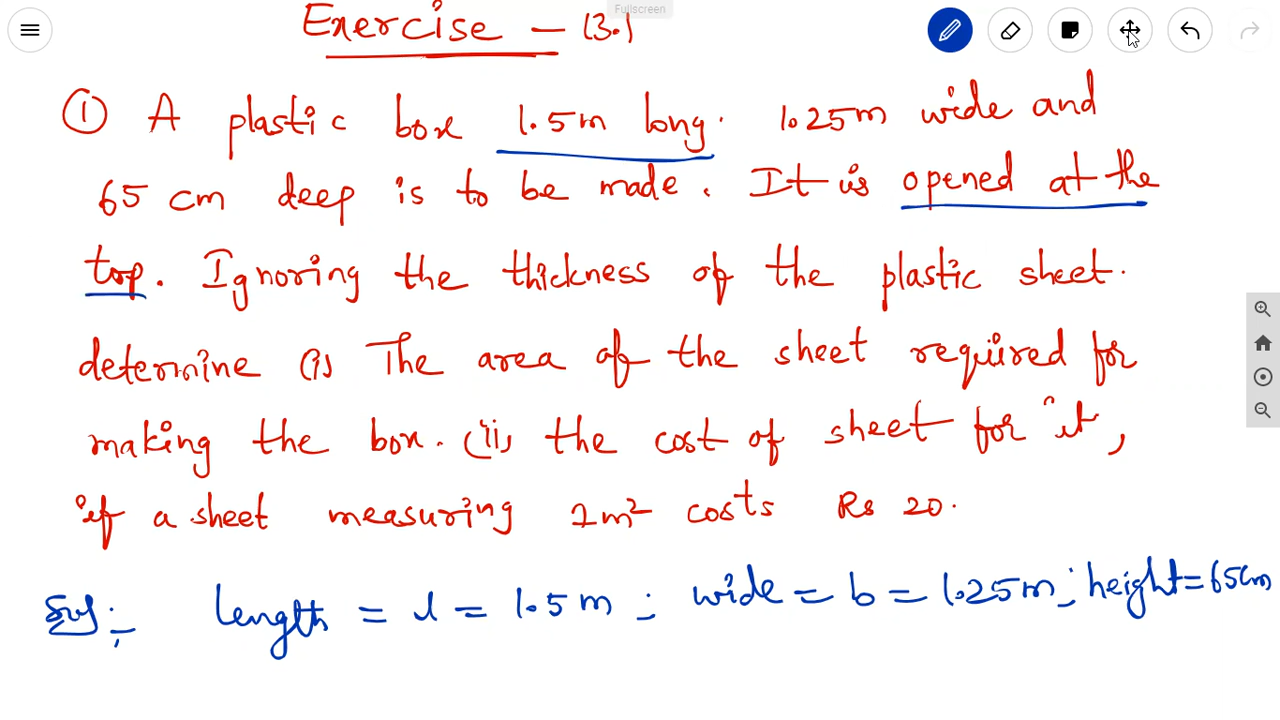 Fullscreen
Exercise - 13.1
① A plastic box 1.5m long. 1.25m wide and
65 cm deep is to be made. It is opened at the
top. Ignoring the thickness of the plastic sheet.
determine (i) The area of the sheet required for
making the box. (ii) the cost of sheet for it,
if a sheet measuring 1m² costs Rs 20.
Sol:- length = l = 1.5m ; wide = b = 1.25m ; height = 65cm